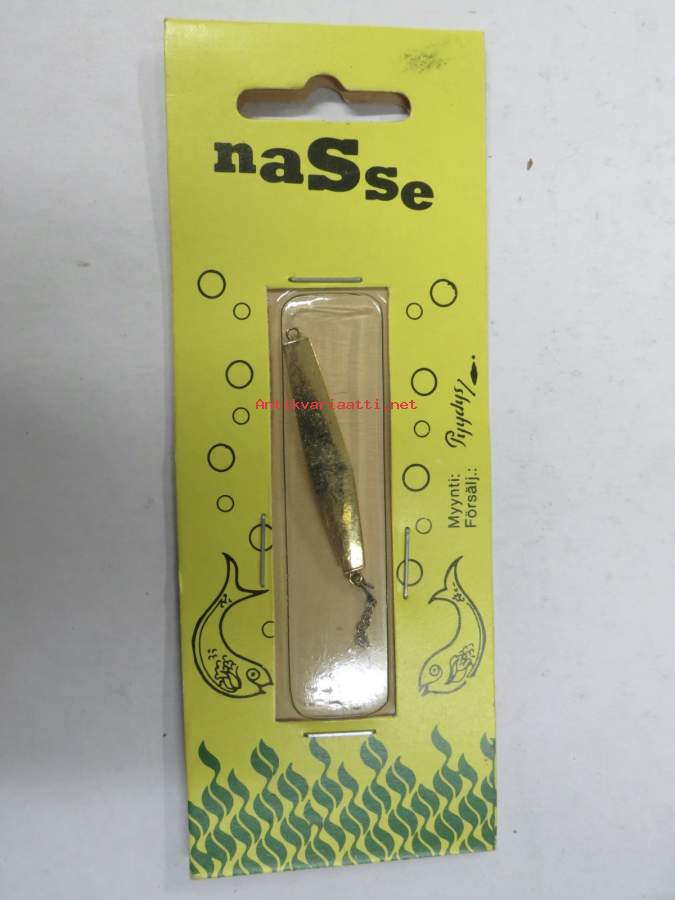 naSse
Antikvariaatti.net
Myynti:
Försälj.:
Pyydys